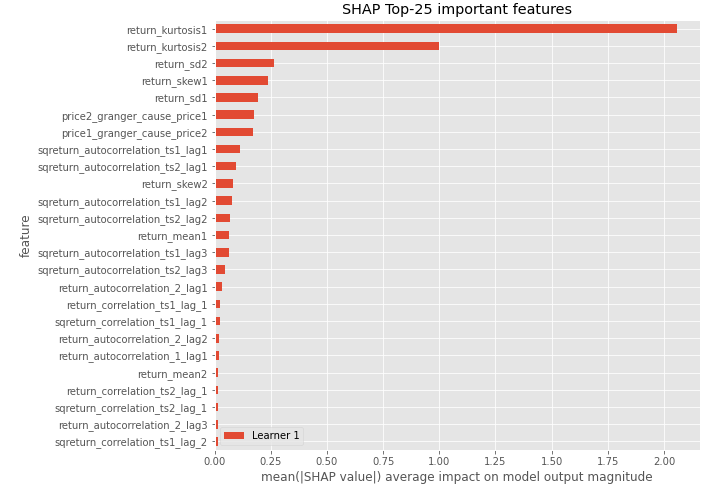 SHAP Top-25 important features
return_kurtosis1
return_kurtosis2
return_sd2
return_skew1
return_sd1
price2_granger_cause_price1
price1_granger_cause_price2
sqreturn_autocorrelation_ts1_lag1
sqreturn_autocorrelation_ts2_lag1
return_skew2
sqreturn_autocorrelation_ts1_lag2
sqreturn_autocorrelation_ts2_lag2
return_mean1
sqreturn_autocorrelation_ts1_lag3
sqreturn_autocorrelation_ts2_lag3
return_autocorrelation_2_lag1
return_correlation_ts1_lag_1
sqreturn_correlation_ts1_lag_1
return_autocorrelation_2_lag2
return_autocorrelation_1_lag1
return_mean2
return_correlation_ts2_lag_1
sqreturn_correlation_ts2_lag_1
return_autocorrelation_2_lag3
sqreturn_correlation_ts1_lag_2
feature
Learner 1
0.00 0.25 0.50 0.75 1.00 1.25 1.50 1.75 2.00
mean(|SHAP value|) average impact on model output magnitude